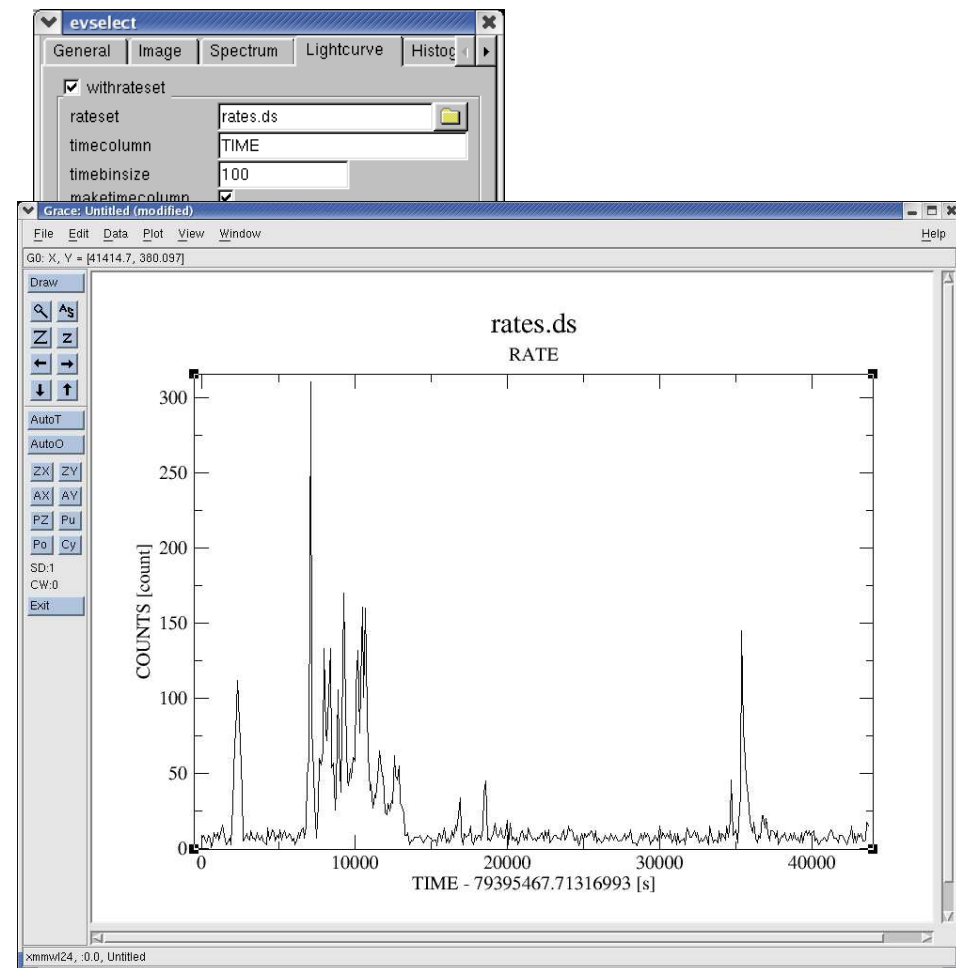 evselect
General Image Spectrum Lightcurve Histog
withrateset
rateset rates.ds
timecolumn TIME
timebinsize 100
maketimecolumn
Grace: Untitled (modified)
File Edit Data Plot View Window Help
G0: X, Y = [41414.7, 380.097]
Draw
AS
Z z
AutoT
AutoO
ZX ZY
AX AY
PZ Pu
Po Cy
SD:1
CW:0
Exit
rates.ds
RATE
COUNTS [count]
300
250
200
150
100
50
0
0 10000 20000 30000 40000
TIME - 79395467.71316993 [s]
xmmwl24, :0.0, Untitled